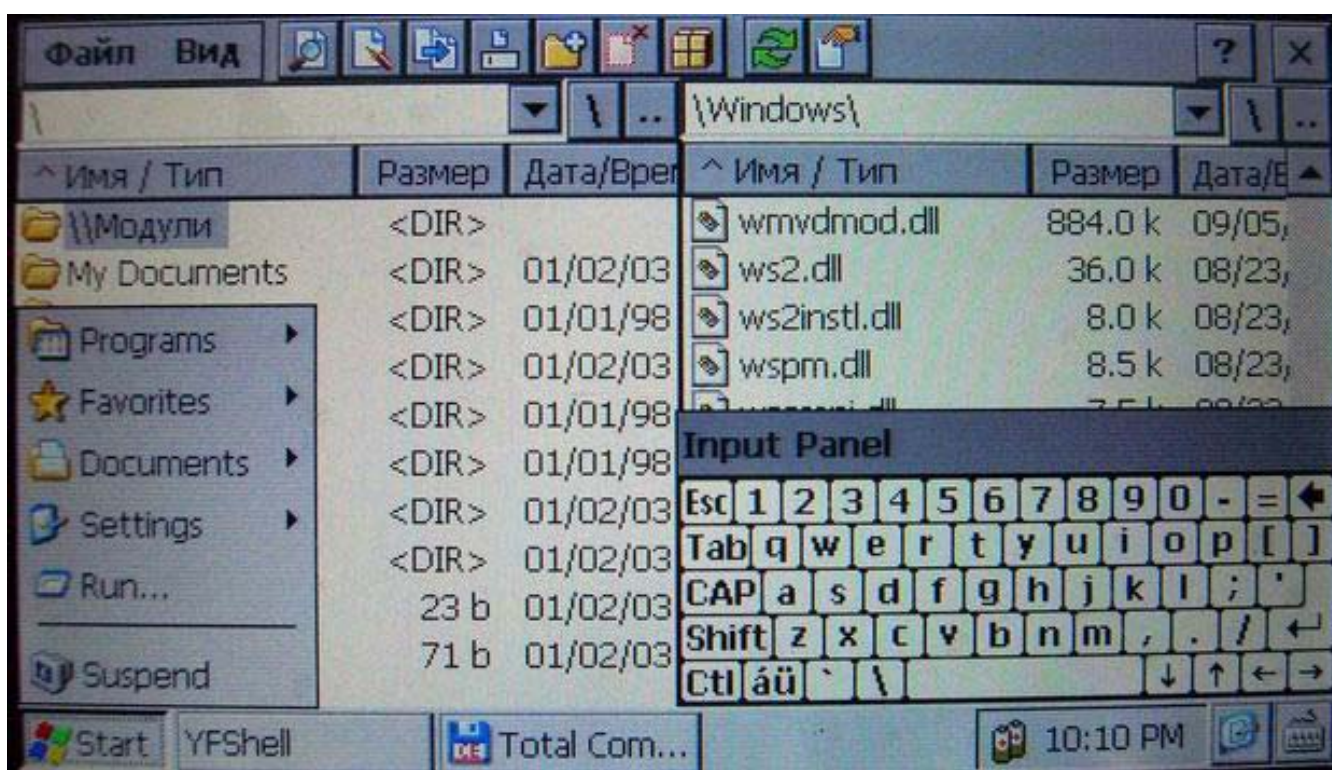 Файл Вид ? ×
\ \ .. \Windows\ \ ..
^ Имя / Тип Размер Дата/Врем ^ Имя / Тип Размер Дата/В
\\Модули <DIR> wmvdmod.dll 884.0 k 09/05/
My Documents <DIR> 01/02/03 ws2.dll 36.0 k 08/23/
<DIR> 01/01/98 ws2instl.dll 8.0 k 08/23/
Programs
<DIR> 01/02/03 wspm.dll 8.5 k 08/23/
Favorites
<DIR> 01/01/98
Documents <DIR> 01/01/98
Settings <DIR> 01/02/03
<DIR> 01/02/03
Run...
23 b 01/02/03
71 b 01/02/03
Suspend
Input Panel
Esc 1 2 3 4 5 6 7 8 9 0 - =
Tab q w e r t y u i o p [ ]
CAP a s d f g h j k l ; '
Shift z x c v b n m , . /
Ctl áü ` \ ↓ ↑ ← →
Start YFShell Total Com... 10:10 PM